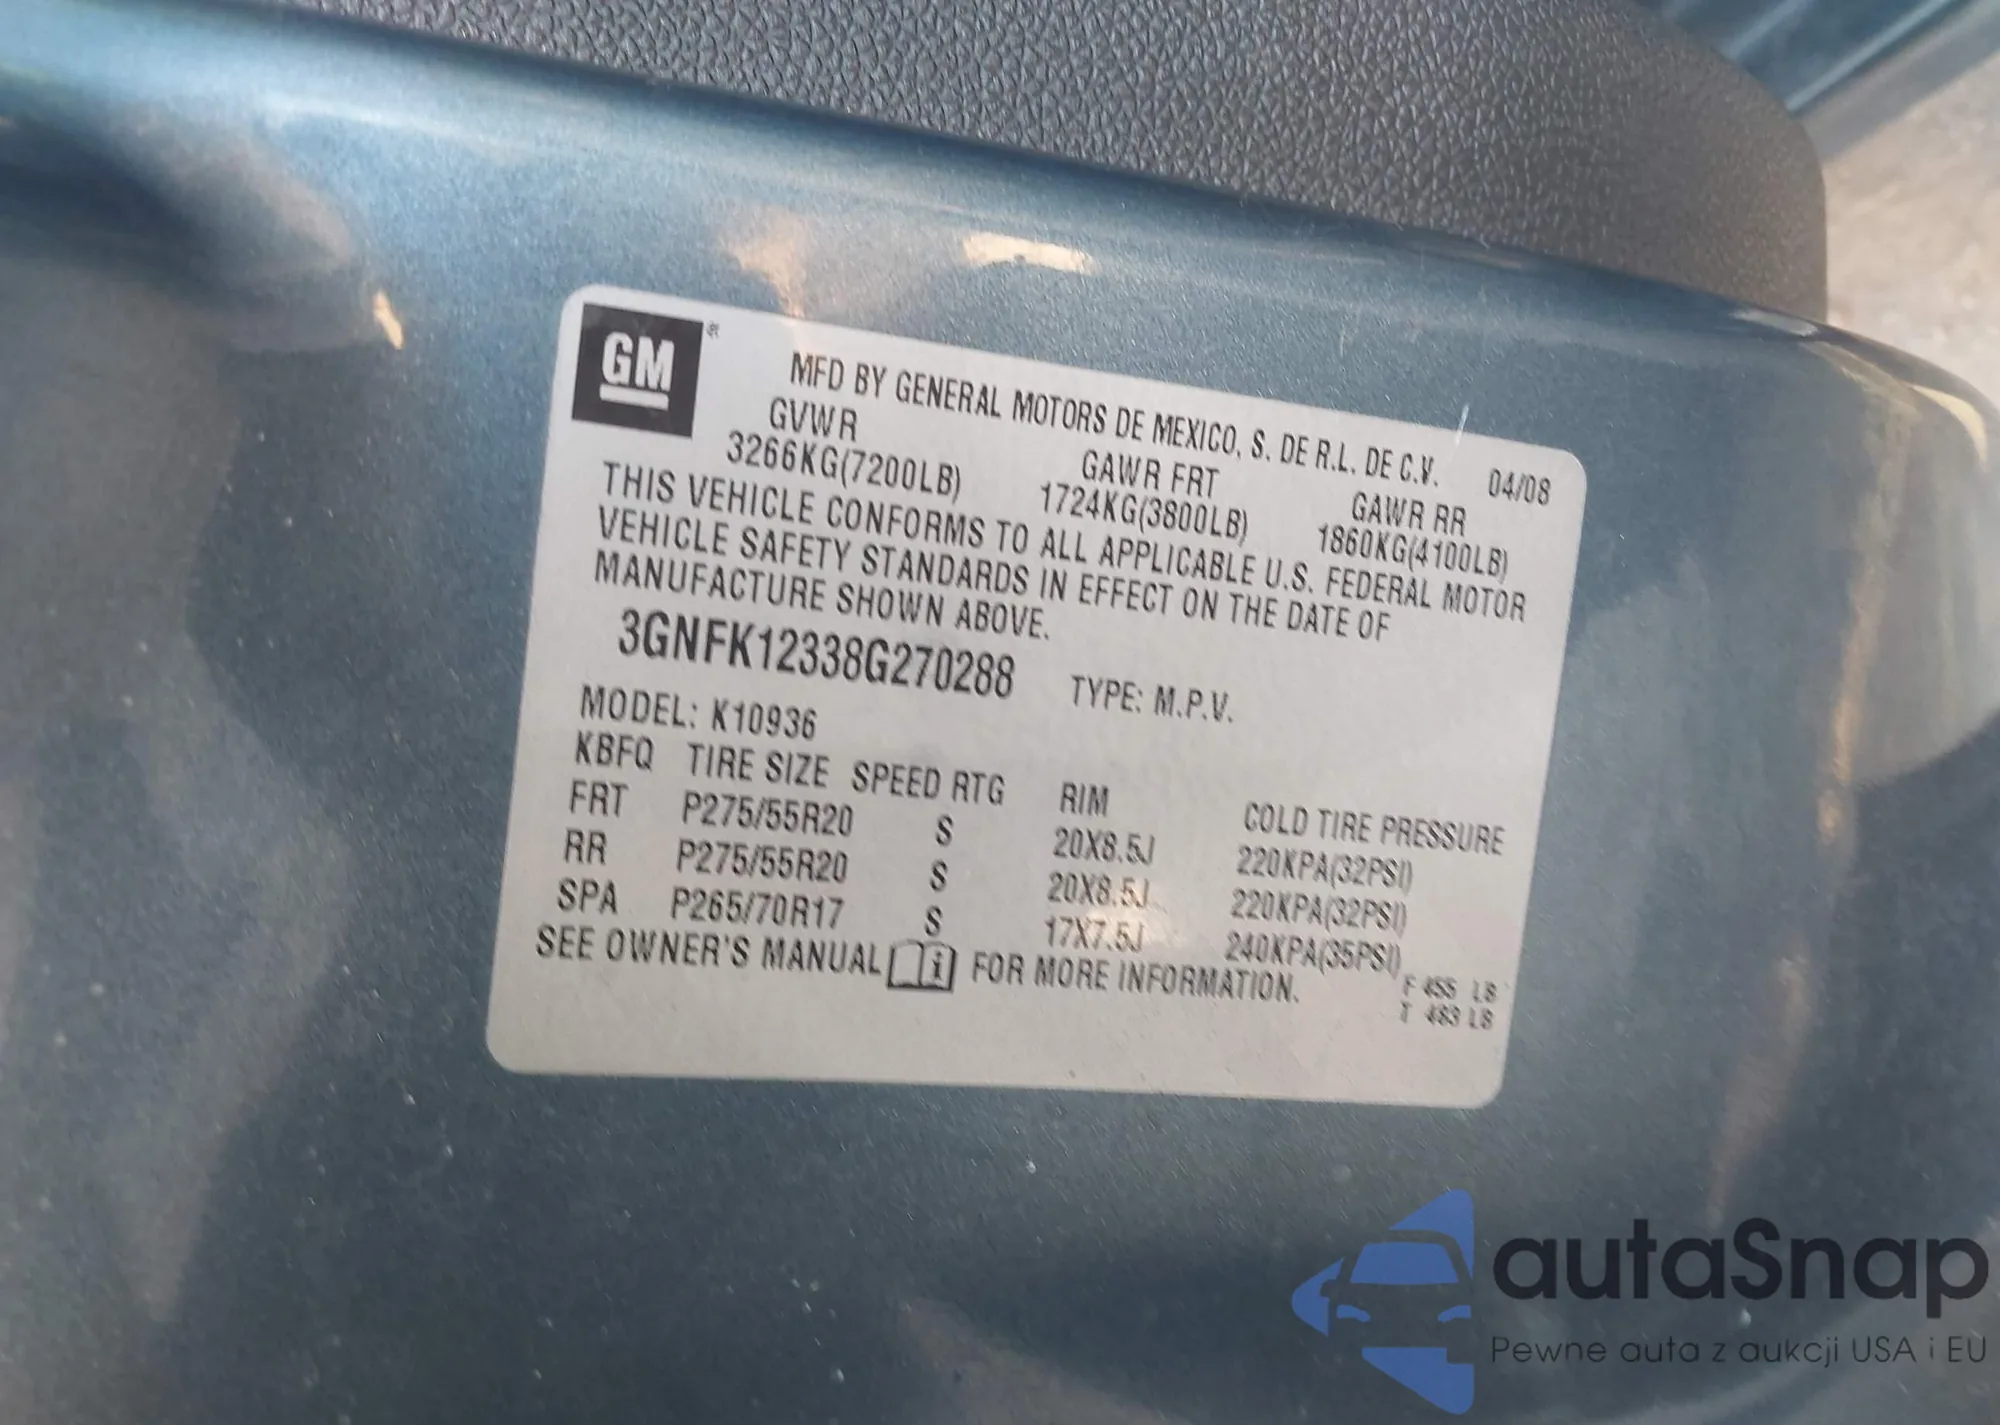 GM ®
MFD BY GENERAL MOTORS DE MEXICO, S. DE R.L. DE C.V. 04/08
GVWR GAWR FRT GAWR RR
3266KG(7200LB) 1724KG(3800LB) 1860KG(4100LB)
THIS VEHICLE CONFORMS TO ALL APPLICABLE U.S. FEDERAL MOTOR
VEHICLE SAFETY STANDARDS IN EFFECT ON THE DATE OF
MANUFACTURE SHOWN ABOVE.
3GNFK12338G270288 TYPE: M.P.V.
MODEL: K10936
KBFQ TIRE SIZE SPEED RTG RIM COLD TIRE PRESSURE
FRT P275/55R20 S 20X8.5J 220KPA(32PSI)
RR P275/55R20 S 20X8.5J 220KPA(32PSI)
SPA P265/70R17 S 17X7.5J 240KPA(35PSI)
SEE OWNER'S MANUAL FOR MORE INFORMATION.
F 455 LB
T 483 LB
autaSnap
Pewne auta z aukcji USA i EU